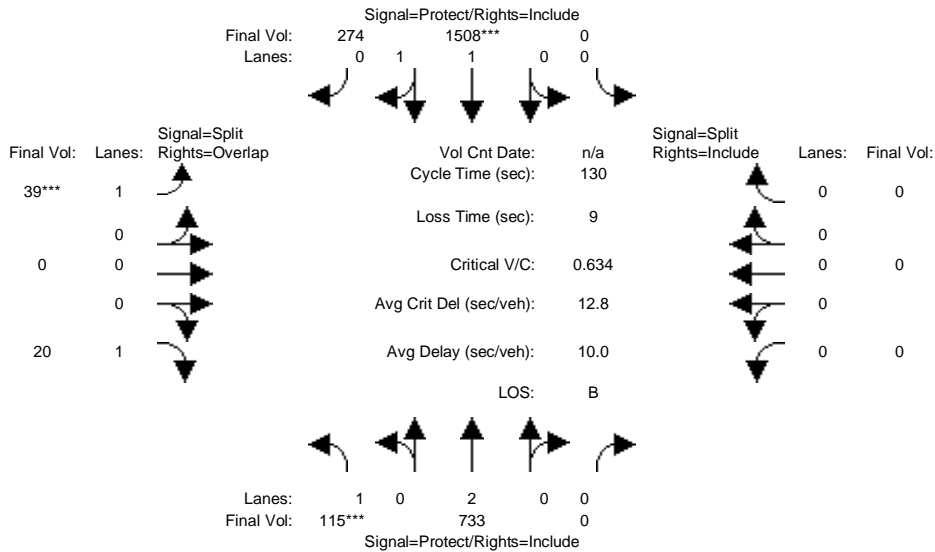 Signal=Protect/Rights=Include
Final Vol: 274 1508*** 0
Lanes: 0 1 1 0 0
Signal=Split Signal=Split
Final Vol: Lanes: Rights=Overlap Vol Cnt Date: n/a Rights=Include Lanes: Final Vol:
Cycle Time (sec): 130
39*** 1 0 0
Loss Time (sec): 9
0 0
0 0 Critical V/C: 0.634 0 0
0 Avg Crit Del (sec/veh): 12.8 0
20 1 Avg Delay (sec/veh): 10.0 0 0
LOS: B
Lanes: 1 0 2 0 0
Final Vol: 115*** 733 0
Signal=Protect/Rights=Include